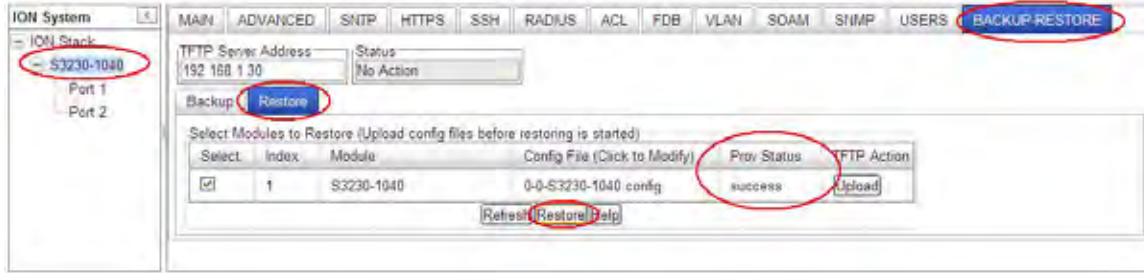 ION System
ION Stack
S3230-1040
Port 1
Port 2
MAIN ADVANCED SNTP HTTPS SSH RADIUS ACL FDB VLAN SOAM SNMP USERS BACKUP-RESTORE
TFTP Server Address Status
192.168.1.30 No Action
Backup Restore
Select Modules to Restore (Upload config files before restoring is started)
Select Index Module Config File (Click to Modify) Prov Status TFTP Action
1 S3230-1040 0-0-S3230-1040.config success Upload
Refresh Restore Help